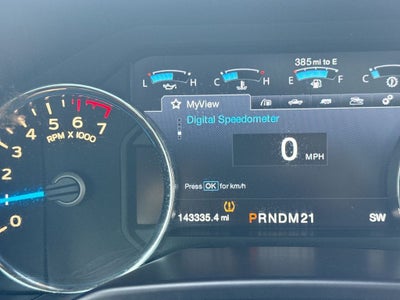 385 mi to E
L H C H E F
MyView
Digital Speedometer
0 MPH
Press OK for km/h
143335.4 mi PRNDM21 SW
7
6
5
4
3
2
1
0
RPM X 1000